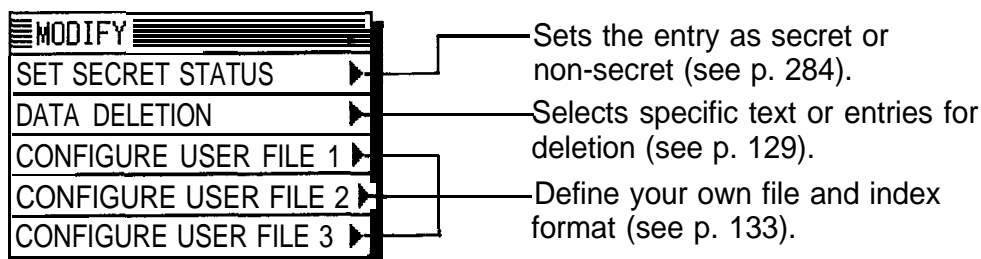 MODIFY
SET SECRET STATUS
DATA DELETION
CONFIGURE USER FILE 1
CONFIGURE USER FILE 2
CONFIGURE USER FILE 3
Sets the entry as secret or
non-secret (see p. 284).
Selects specific text or entries for
deletion (see p. 129).
Define your own file and index
format (see p. 133).